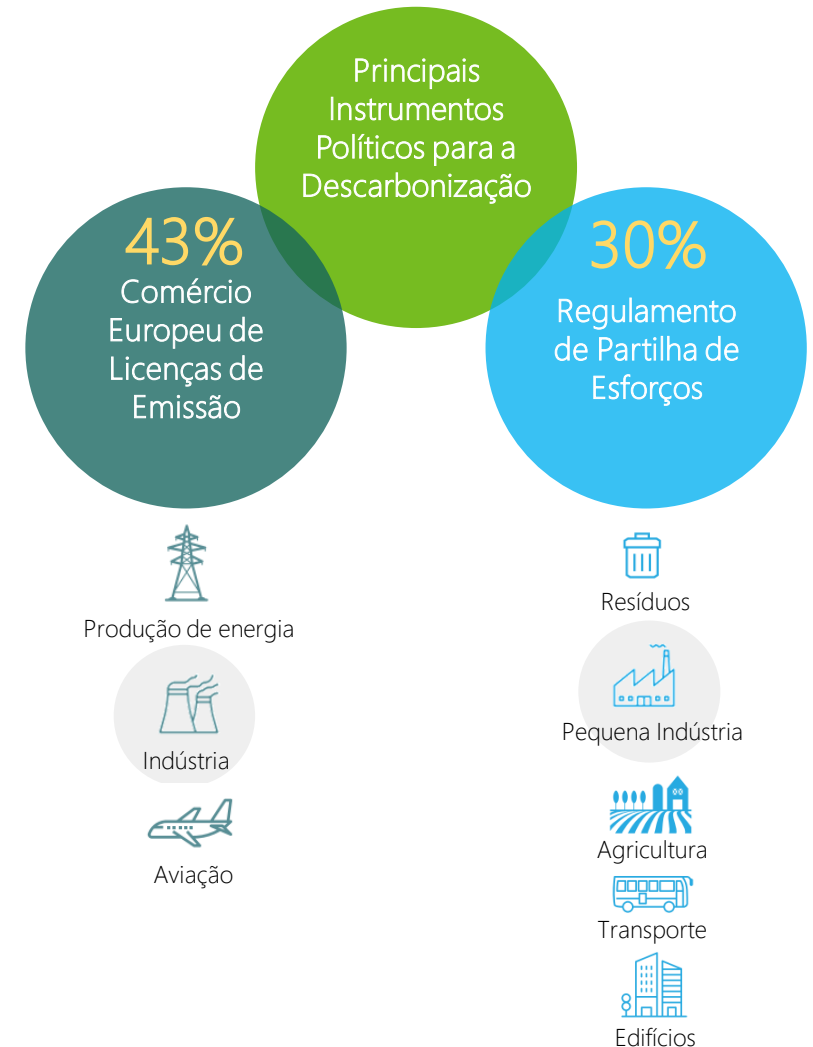 Principais
Instrumentos
Políticos para a
Descarbonização
43%
Comércio
Europeu de
Licenças de
Emissão
30%
Regulamento
de Partilha de
Esforços
Produção de energia
Indústria
Aviação
Resíduos
Pequena Indústria
Agricultura
Transporte
Edifícios